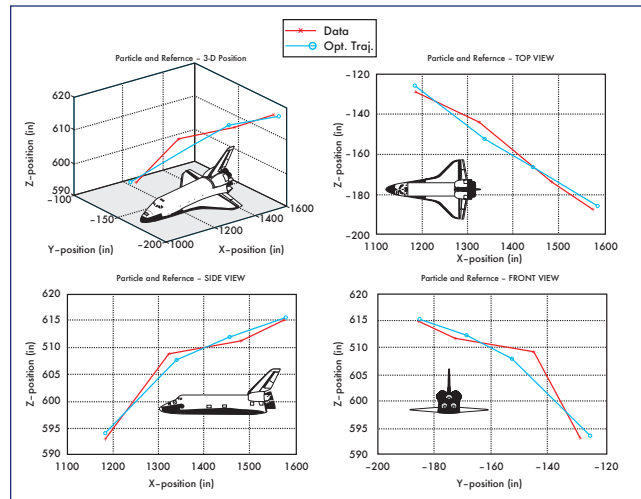 Data
Opt. Traj.
Particle and Refernce – 3-D Position
620
610
600
590
Z–position (in)
–100
–150
–200
Y–position (in)
1000
1200
1400
1600
X–position (in)
Particle and Refernce – TOP VIEW
–120
–140
–160
–180
–200
Z–position (in)
1100 1200 1300 1400 1500 1600
X–position (in)
Particle and Refernce – SIDE VIEW
620
615
510
605
600
595
590
Z–position (in)
1100 1200 1300 1400 1500 1600
X–position (in)
Particle and Refernce – FRONT VIEW
620
615
510
605
600
595
590
Z–position (in)
–200 –180 –160 –140 –120
Y–position (in)